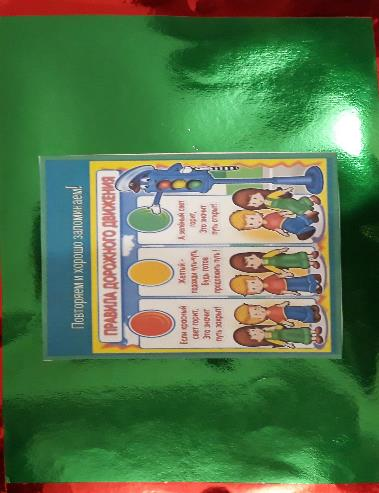 Повторяем и хорошо запоминаем!
ПРАВИЛА ДОРОЖНОГО ДВИЖЕНИЯ
Если красный
свет горит,
Это значит
путь закрыт!
Жёлтый -
подожди чуть-чуть,
Будь готов
продолжить путь!
А зелёный свет
горит,
Это значит
путь открыт!